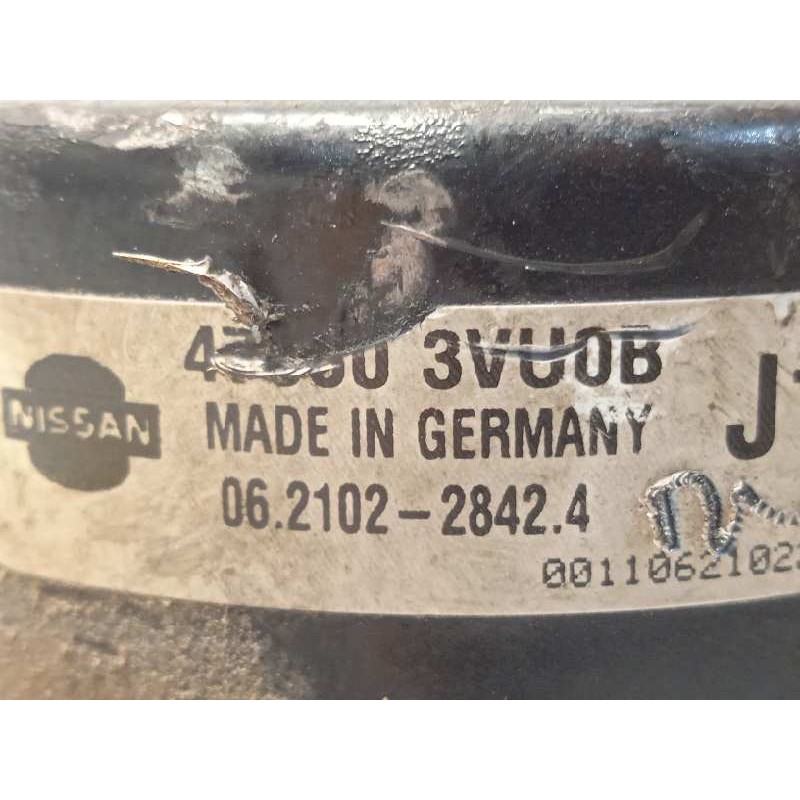 NISSAN
3VU0B
MADE IN GERMANY
06.2102-2842.4